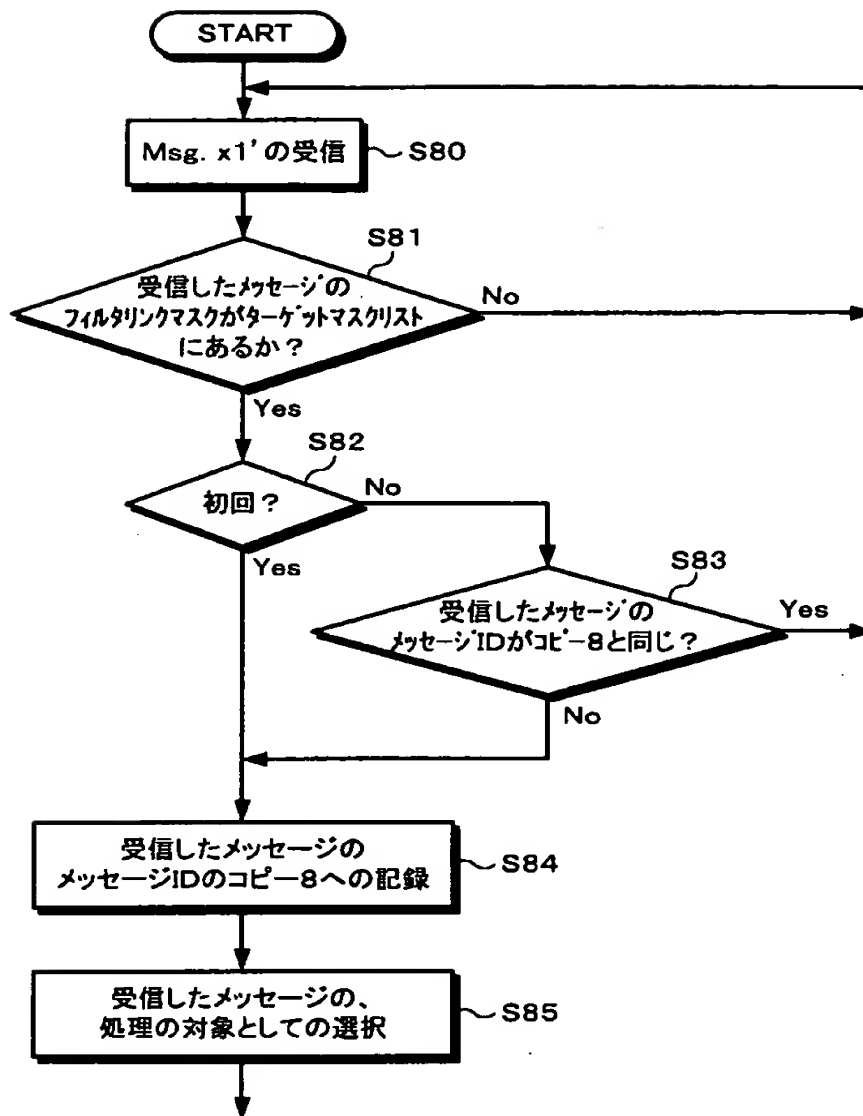 START
Msg. x1'の受信
S80
S81
受信したメッセージの
フィルタリンクマスクがターゲットマスクリスト
にあるか？
No
Yes
S82
初回？
No
Yes
S83
受信したメッセージの
メッセージIDがコピー8と同じ？
Yes
No
受信したメッセージの
メッセージIDのコピー8への記録
S84
受信したメッセージの、
処理の対象としての選択
S85